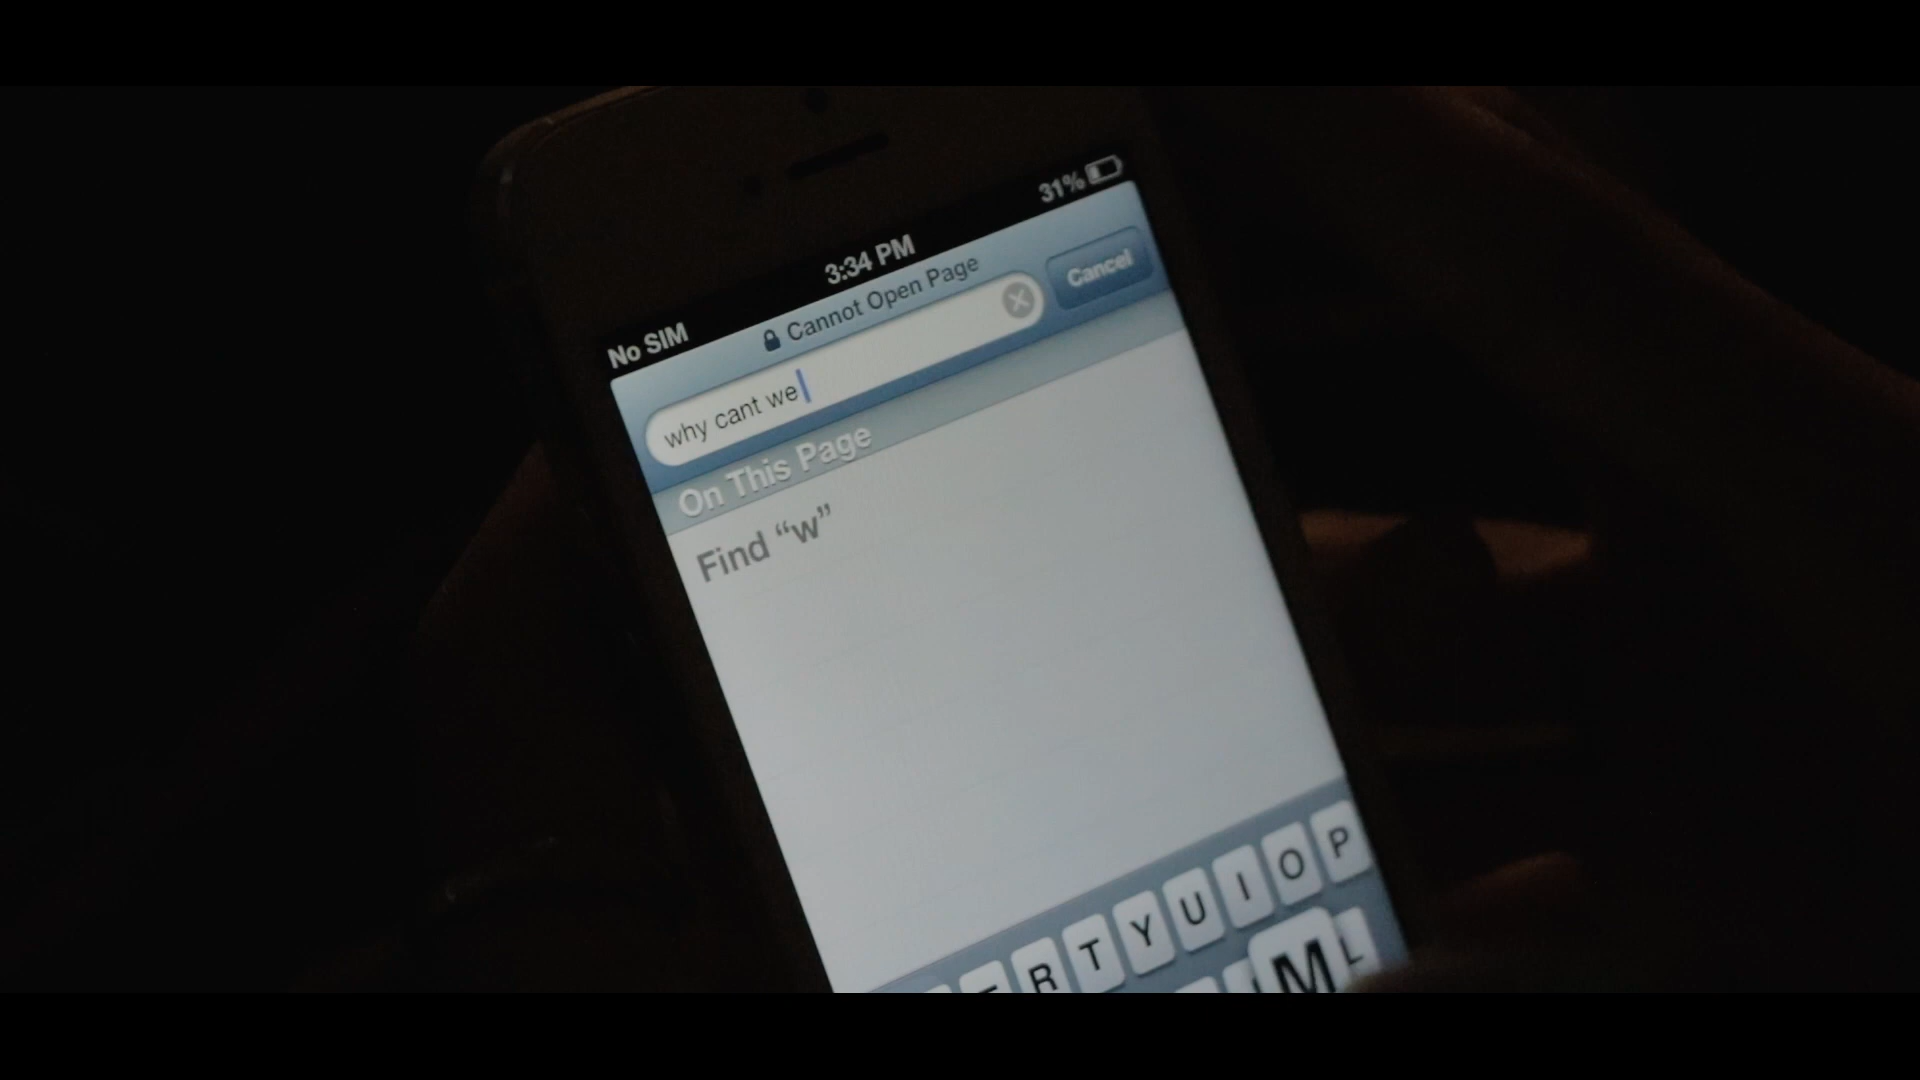 No SIM 3:34 PM 31%
Cannot Open Page
why cant we
Cancel
On This Page
Find “w”
R T Y U I O P
M L